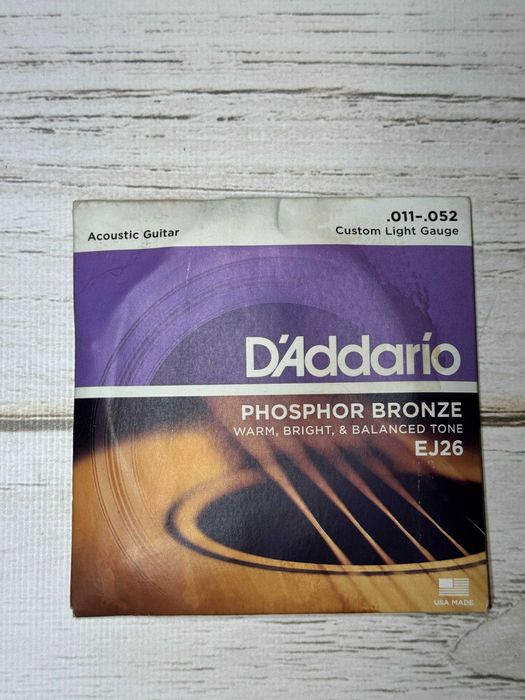 Acoustic Guitar
.011–.052
Custom Light Gauge
D'Addario
PHOSPHOR BRONZE
WARM, BRIGHT, & BALANCED TONE
EJ26
USA MADE